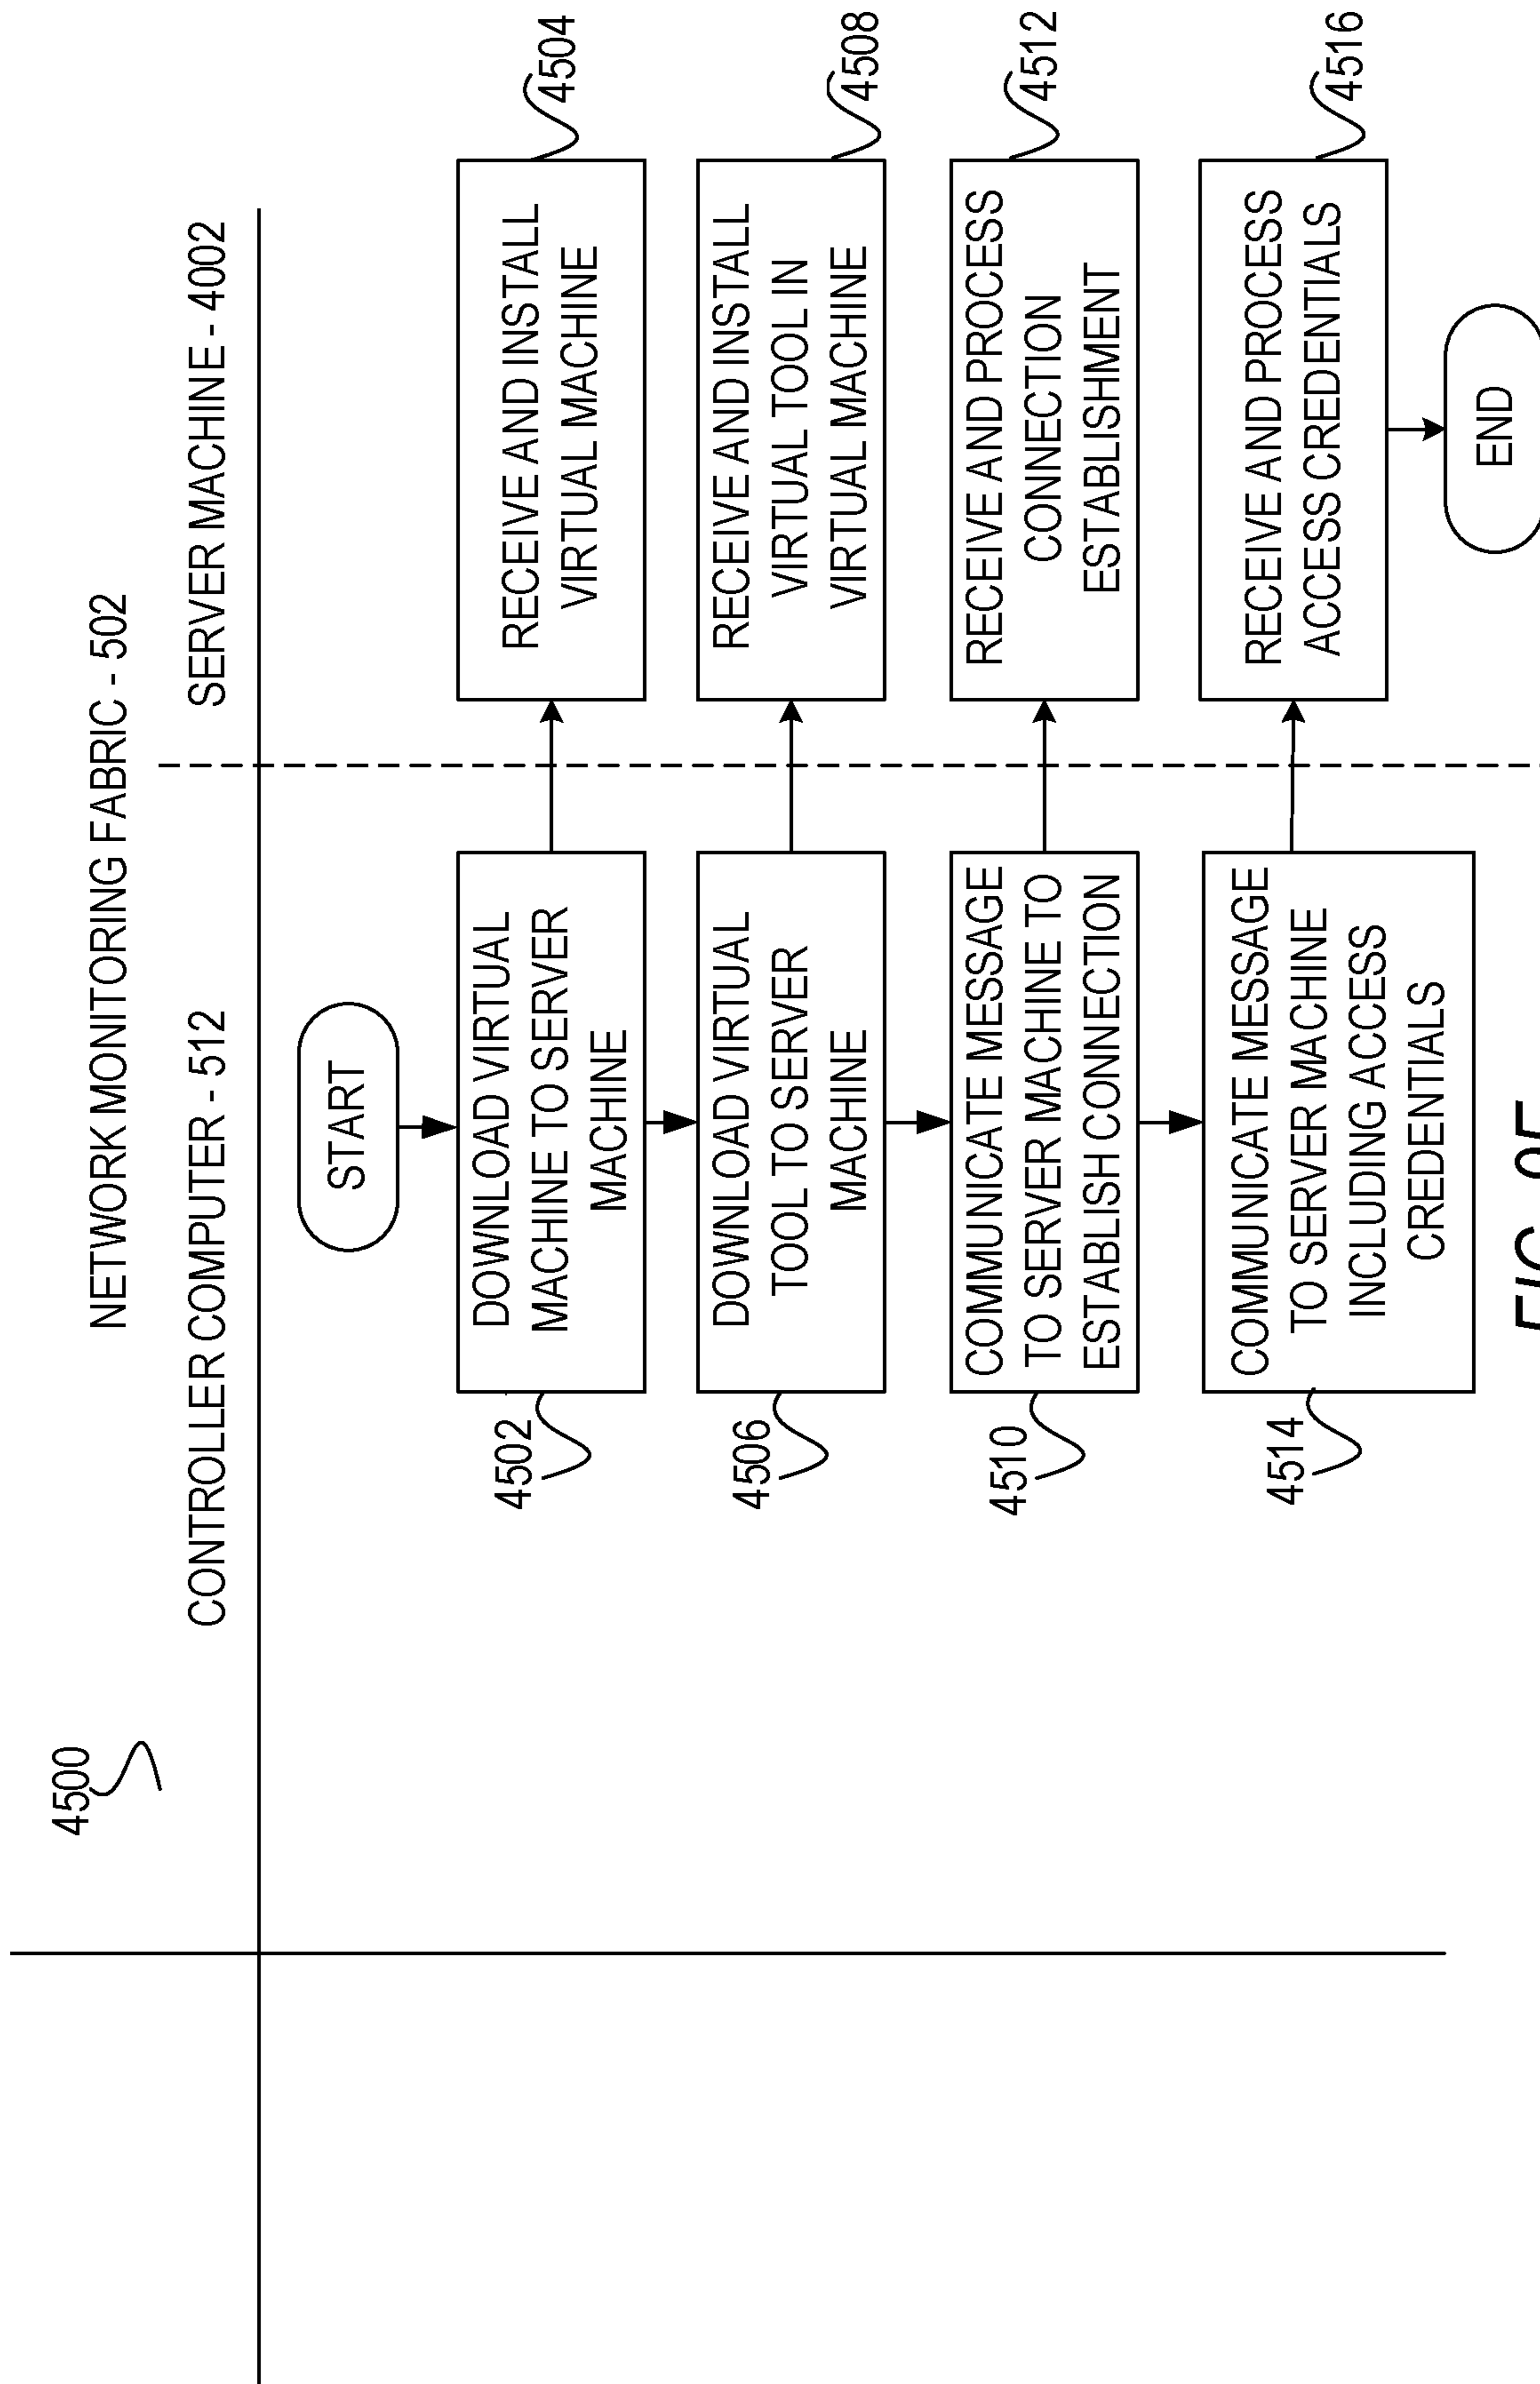 4500
NETWORK MONITORING FABRIC - 502
CONTROLLER COMPUTER - 512
SERVER MACHINE - 4002
START
4502
DOWNLOAD VIRTUAL
MACHINE TO SERVER
MACHINE
RECEIVE AND INSTALL
VIRTUAL MACHINE
4504
4506
DOWNLOAD VIRTUAL
TOOL TO SERVER
MACHINE
RECEIVE AND INSTALL
VIRTUAL TOOL IN
VIRTUAL MACHINE
4508
4510
COMMUNICATE MESSAGE
TO SERVER MACHINE TO
ESTABLISH CONNECTION
RECEIVE AND PROCESS
CONNECTION
ESTABLISHMENT
4512
4514
COMMUNICATE MESSAGE
TO SERVER MACHINE
INCLUDING ACCESS
CREDENTIALS
RECEIVE AND PROCESS
ACCESS CREDENTIALS
4516
END
FIG.